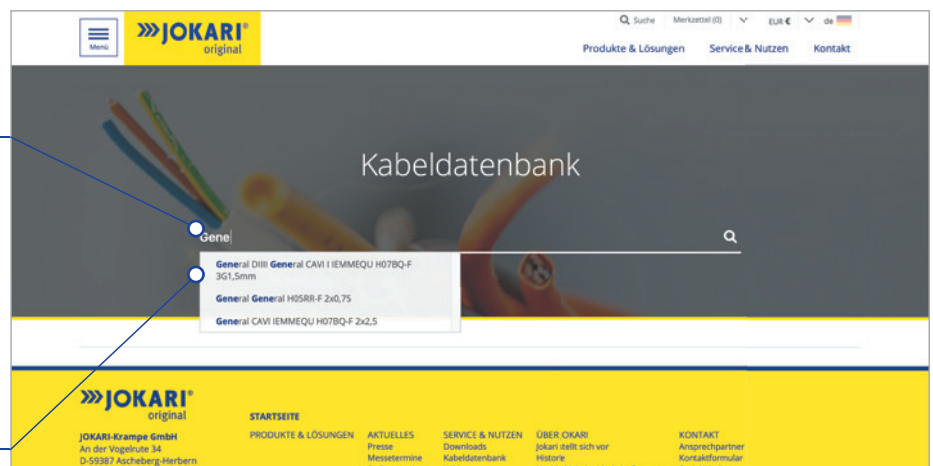 Suche Merkzettel (0) EUR € de
Menü
JOKARI®
original
Produkte & Lösungen Service & Nutzen Kontakt
Kabeldatenbank
Gene
General DIIII General CAVI I IEMMEQU H07BQ-F
3G1,5mm
General General H05RR-F 2x0,75
General CAVI IEMMEQU H07BQ-F 2x2,5
JOKARI®
original
STARTSEITE
JOKARI-Krampe GmbH
An der Vogelrute 34
D-59387 Ascheberg-Herbern
PRODUKTE & LÖSUNGEN
AKTUELLES
Presse
Messetermine
SERVICE & NUTZEN
Downloads
Kabeldatenbank
ÜBER OKARI
Jokari stellt sich vor
Historie
KONTAKT
Ansprechpartner
Kontaktformular